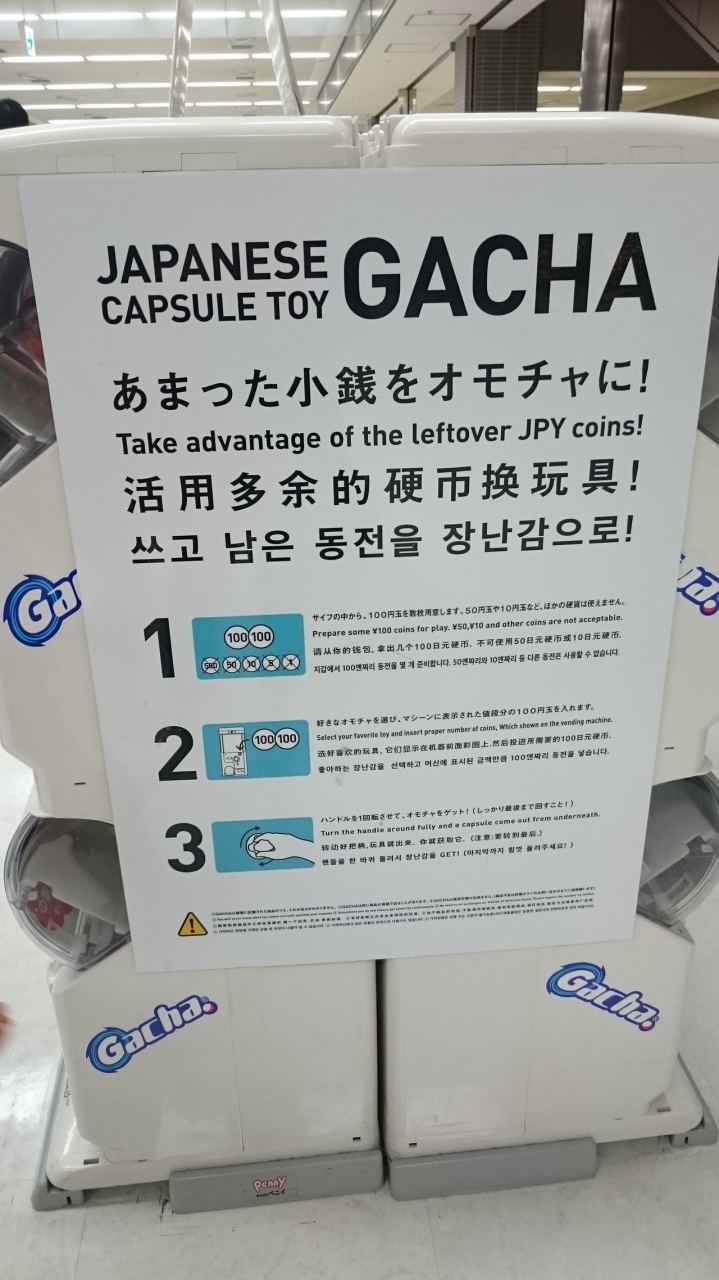 JAPANESE
CAPSULE TOY
GACHA
あまった小銭をオモチャに!
Take advantage of the leftover JPY coins!
活用多余的硬币换玩具!
쓰고 남은 동전을 장난감으로!
1
100 100
500 50 10 5 1
サイフの中から、100円玉を数枚用意します。50円玉や10円玉など、ほかの硬貨は使えません。
Prepare some ¥100 coins for play. ¥50,¥10 and other coins are not acceptable.
请从你的钱包, 拿出几个100日元硬币. 不可使用50日元硬币或10日元硬币.
지갑에서 100엔짜리 동전을 몇 개 준비합니다. 50엔짜리와 10엔짜리 등 다른 동전은 사용할 수 없습니다.
2
100 100
好きなオモチャを選び、マシーンに表示された値段分の100円玉を入れます。
Select your favorite toy and insert proper number of coins, Which shown on the vending machine.
选好喜欢的玩具, 它们显示在机器前面彩图上,然后投进所需要的100日元硬币.
좋아하는 장난감을 선택하고 머신에 표시된 금액만큼 100엔짜리 동전을 넣습니다.
3
ハンドルを1回転させて、オモチャをゲット! (しっかり最後まで回すこと!)
Turn the handle around fully and a capsule come out from underneath.
转动好把柄,玩具就出来. 你就获取它. (注意:要转到最后.)
핸들을 한 바퀴 돌려서 장난감을 GET! (마지막까지 힘껏 돌려주세요!)
Ga
ha.
Gacha.
Gacha.
Penny
株式会社ペニイ